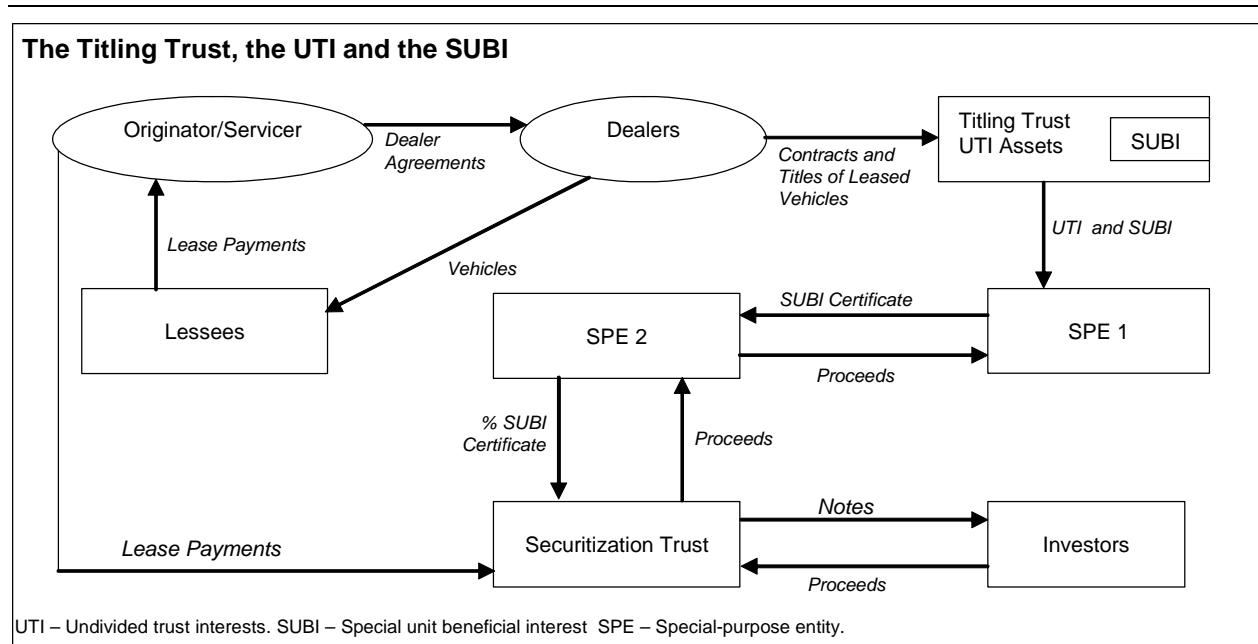 The Titling Trust, the UTI and the SUBI
Originator/Servicer
Dealer
Agreements
Dealers
Contracts and
Titles of Leased
Vehicles
Titling Trust
UTI Assets
SUBI
Lease Payments
Vehicles
UTI and SUBI
Lessees
SPE 2
SUBI Certificate
Proceeds
SPE 1
% SUBI
Certificate
Proceeds
Lease Payments
Securitization Trust
Notes
Proceeds
Investors
UTI – Undivided trust interests. SUBI – Special unit beneficial interest SPE – Special-purpose entity.